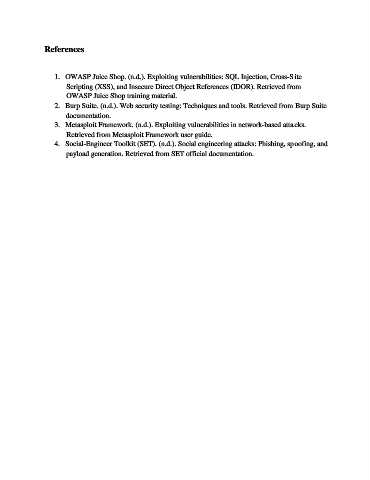 References
1. OWASP Juice Shop. (n.d.). Exploiting vulnerabilities: SQL Injection, Cross-Site
Scripting (XSS), and Insecure Direct Object References (IDOR). Retrieved from
OWASP Juice Shop training material.
2. Burp Suite. (n.d.). Web security testing: Techniques and tools. Retrieved from Burp Suite
documentation.
3. Metasploit Framework. (n.d.). Exploiting vulnerabilities in network-based attacks.
Retrieved from Metasploit Framework user guide.
4. Social-Engineer Toolkit (SET). (n.d.). Social engineering attacks: Phishing, spoofing, and
payload generation. Retrieved from SET official documentation.